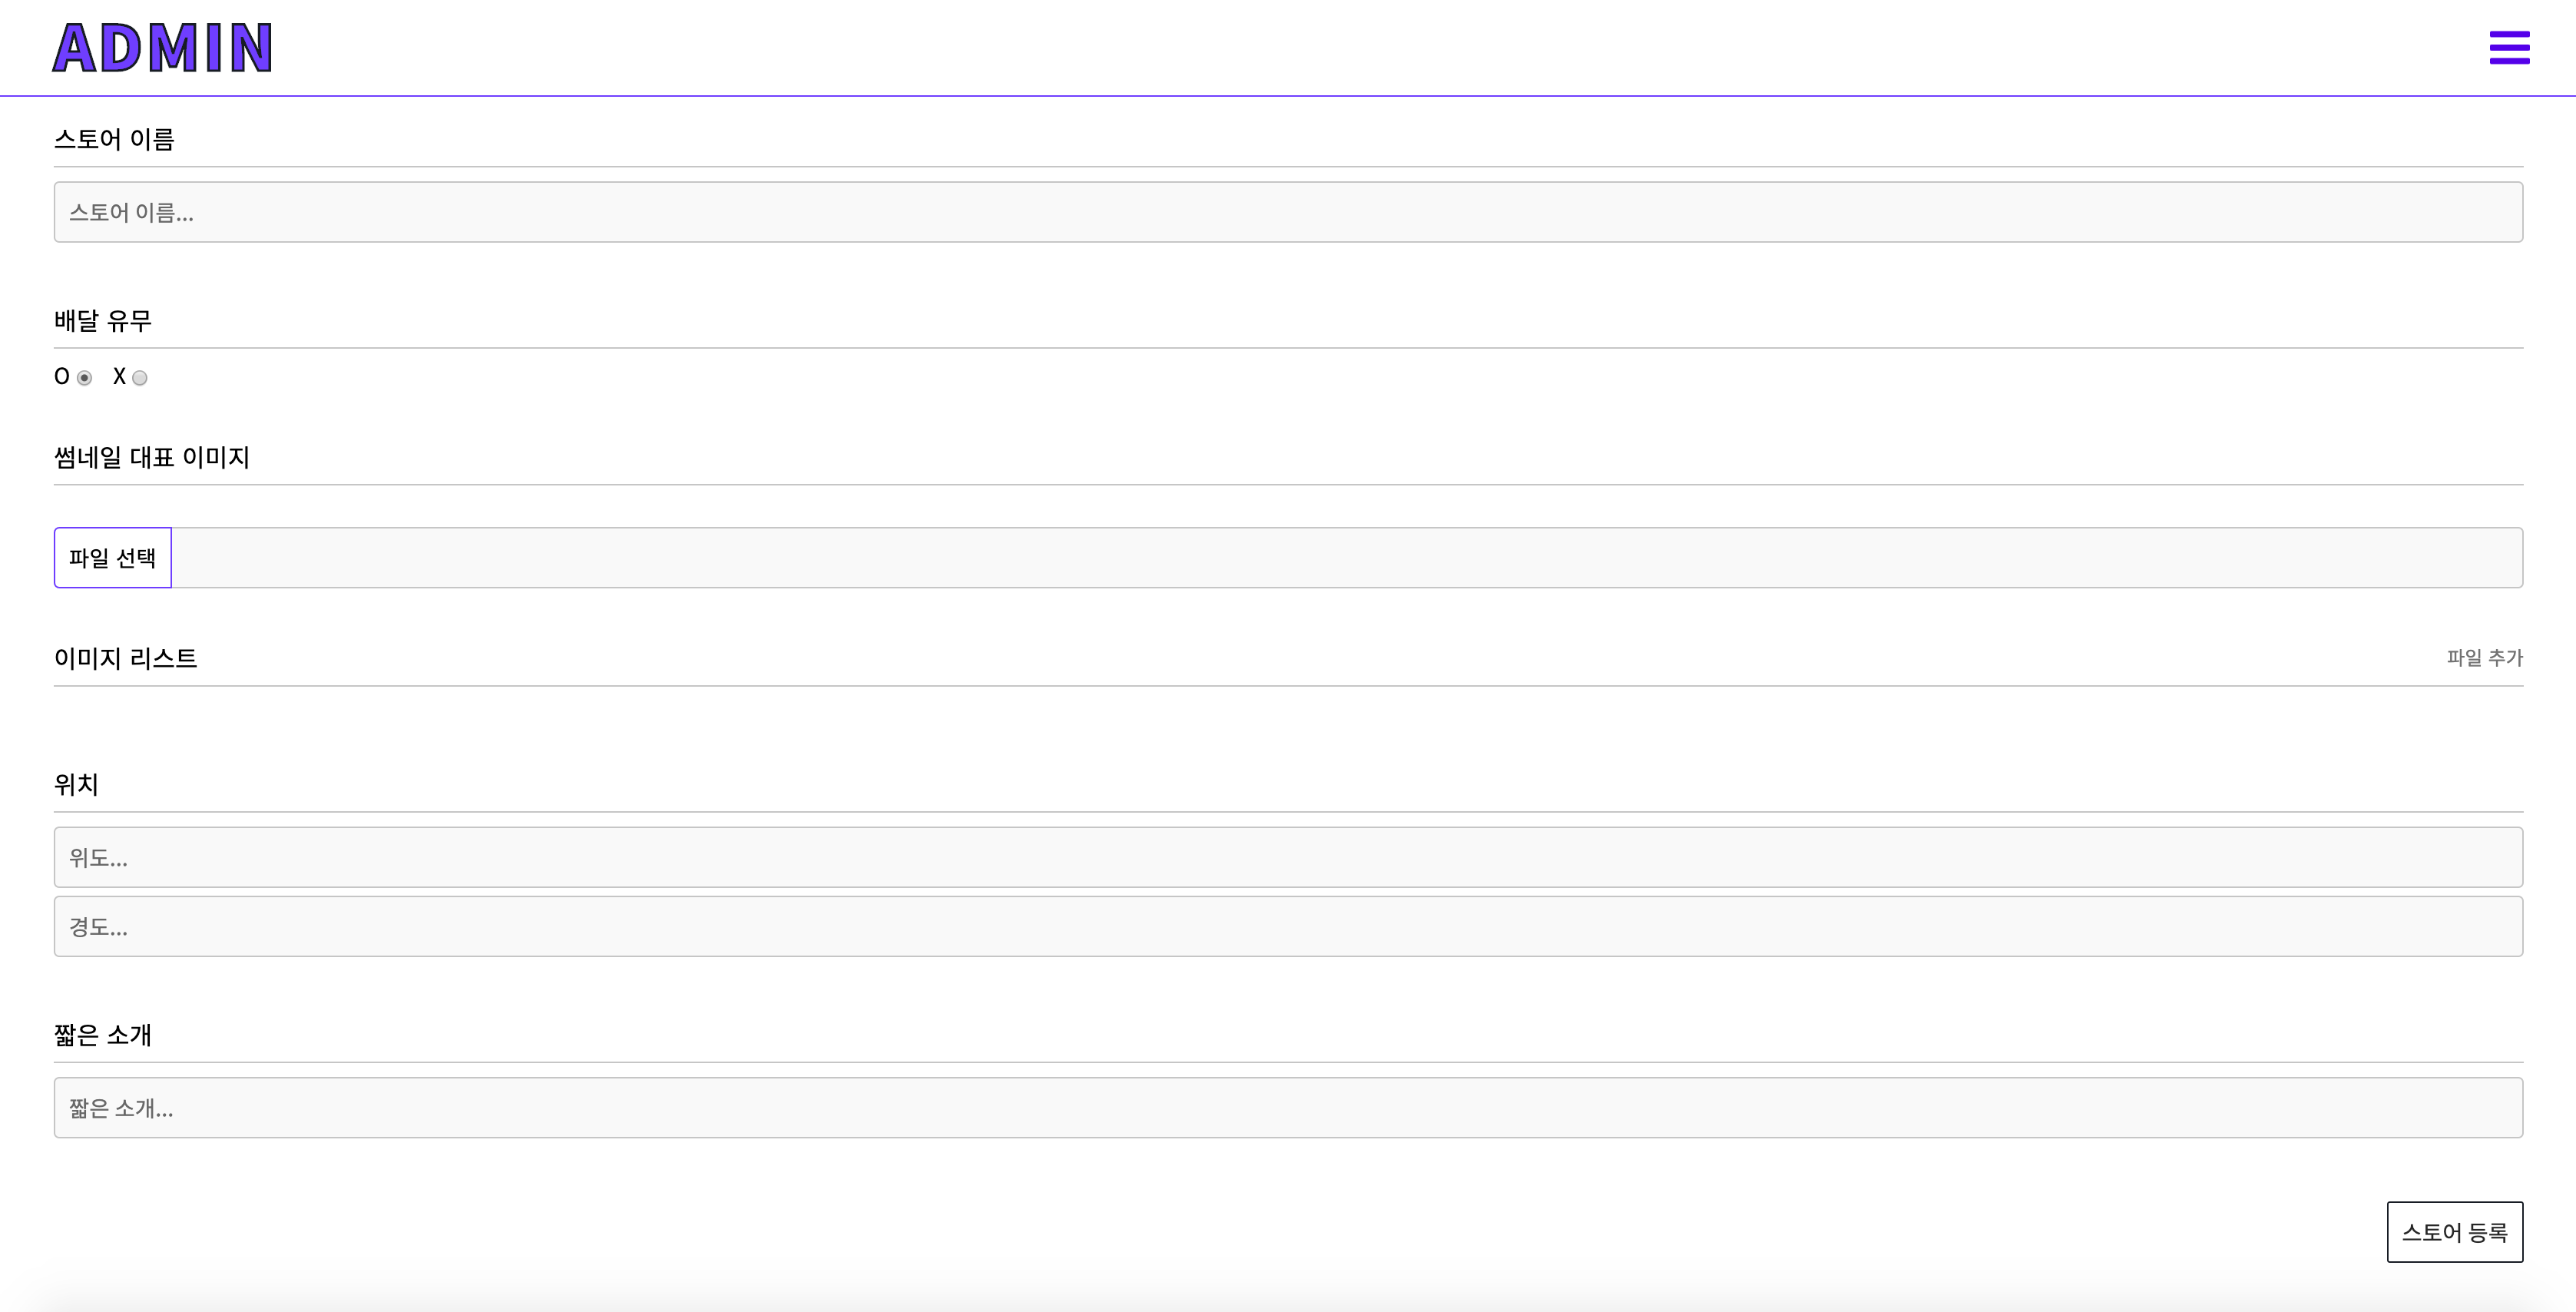 ADMIN
스토어 이름
스토어 이름...
배달 유무
O X
썸네일 대표 이미지
파일 선택
이미지 리스트 파일 추가
위치
위도...
경도...
짧은 소개
짧은 소개...
스토어 등록